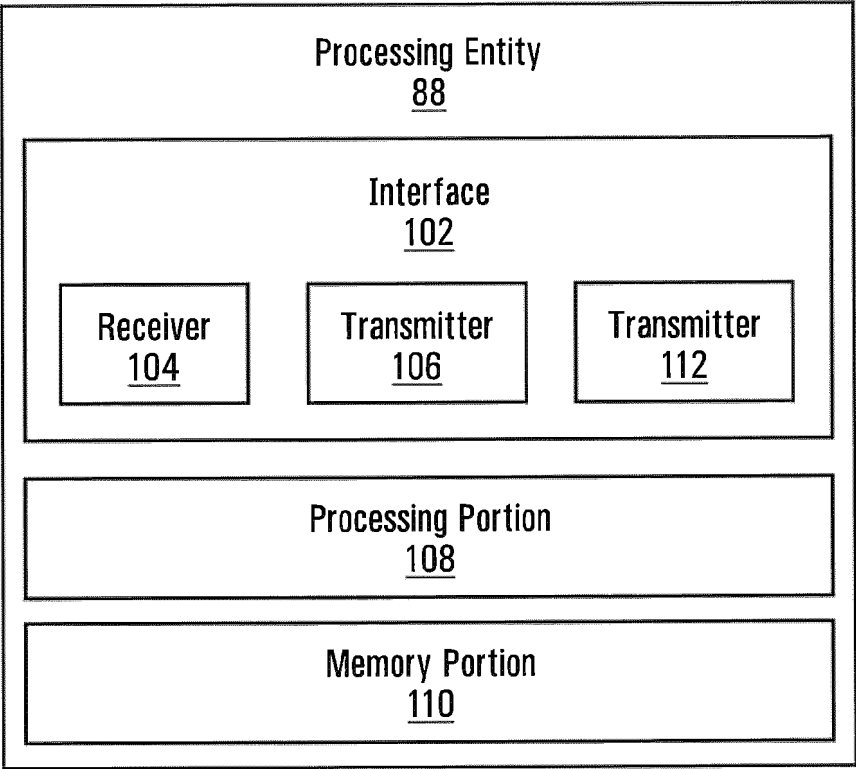 Processing Entity
88
Interface
102
Receiver
104
Transmitter
106
Transmitter
112
Processing Portion
108
Memory Portion
110